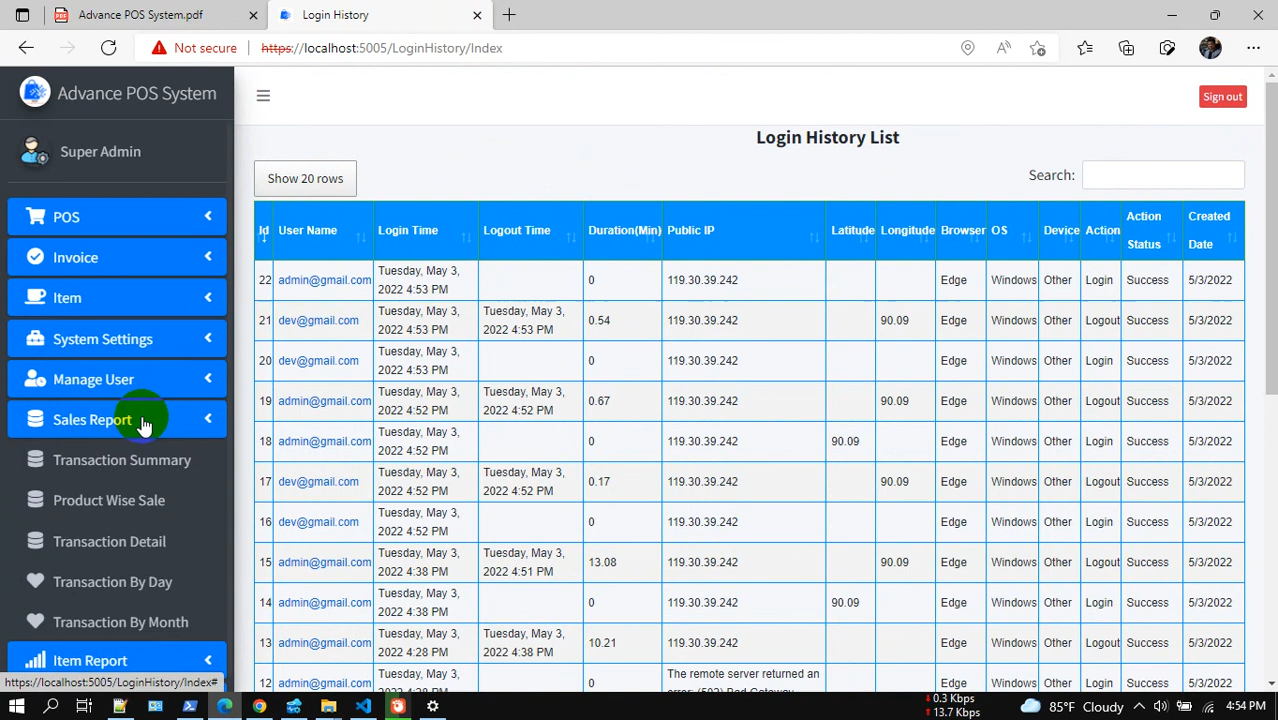 Advance POS System.pdf
Login History
Not secure https://localhost:5005/LoginHistory/Index
Advance POS System
Super Admin
POS
Invoice
Item
System Settings
Manage User
Sales Report
Transaction Summary
Product Wise Sale
Transaction Detail
Transaction By Day
Transaction By Month
Item Report
https://localhost:5005/LoginHistory/Index#
Sign out
Login History List
Show 20 rows
Search:
Id User Name Login Time Logout Time Duration(Min) Public IP Latitude Longitude Browser OS Device Action Action Status Created Date
22 admin@gmail.com Tuesday, May 3, 2022 4:53 PM 0 119.30.39.242 Edge Windows Other Login Success 5/3/2022
21 dev@gmail.com Tuesday, May 3, 2022 4:53 PM Tuesday, May 3, 2022 4:53 PM 0.54 119.30.39.242 90.09 Edge Windows Other Logout Success 5/3/2022
20 dev@gmail.com Tuesday, May 3, 2022 4:53 PM 0 119.30.39.242 Edge Windows Other Login Success 5/3/2022
19 admin@gmail.com Tuesday, May 3, 2022 4:52 PM Tuesday, May 3, 2022 4:52 PM 0.67 119.30.39.242 90.09 Edge Windows Other Logout Success 5/3/2022
18 admin@gmail.com Tuesday, May 3, 2022 4:52 PM 0 119.30.39.242 90.09 Edge Windows Other Login Success 5/3/2022
17 dev@gmail.com Tuesday, May 3, 2022 4:52 PM Tuesday, May 3, 2022 4:52 PM 0.17 119.30.39.242 90.09 Edge Windows Other Logout Success 5/3/2022
16 dev@gmail.com Tuesday, May 3, 2022 4:52 PM 0 119.30.39.242 Edge Windows Other Login Success 5/3/2022
15 admin@gmail.com Tuesday, May 3, 2022 4:38 PM Tuesday, May 3, 2022 4:51 PM 13.08 119.30.39.242 90.09 Edge Windows Other Logout Success 5/3/2022
14 admin@gmail.com Tuesday, May 3, 2022 4:38 PM 0 119.30.39.242 90.09 Edge Windows Other Login Success 5/3/2022
13 admin@gmail.com Tuesday, May 3, 2022 4:28 PM Tuesday, May 3, 2022 4:38 PM 10.21 119.30.39.242 Edge Windows Other Logout Success 5/3/2022
12 admin@gmail.com Tuesday, May 3, 2022 4:28 PM 0 The remote server returned an error: (502) Bad Gateway. Edge Windows Other Login Success 5/3/2022
0.3 Kbps
13.7 Kbps
85°F Cloudy
4:54 PM